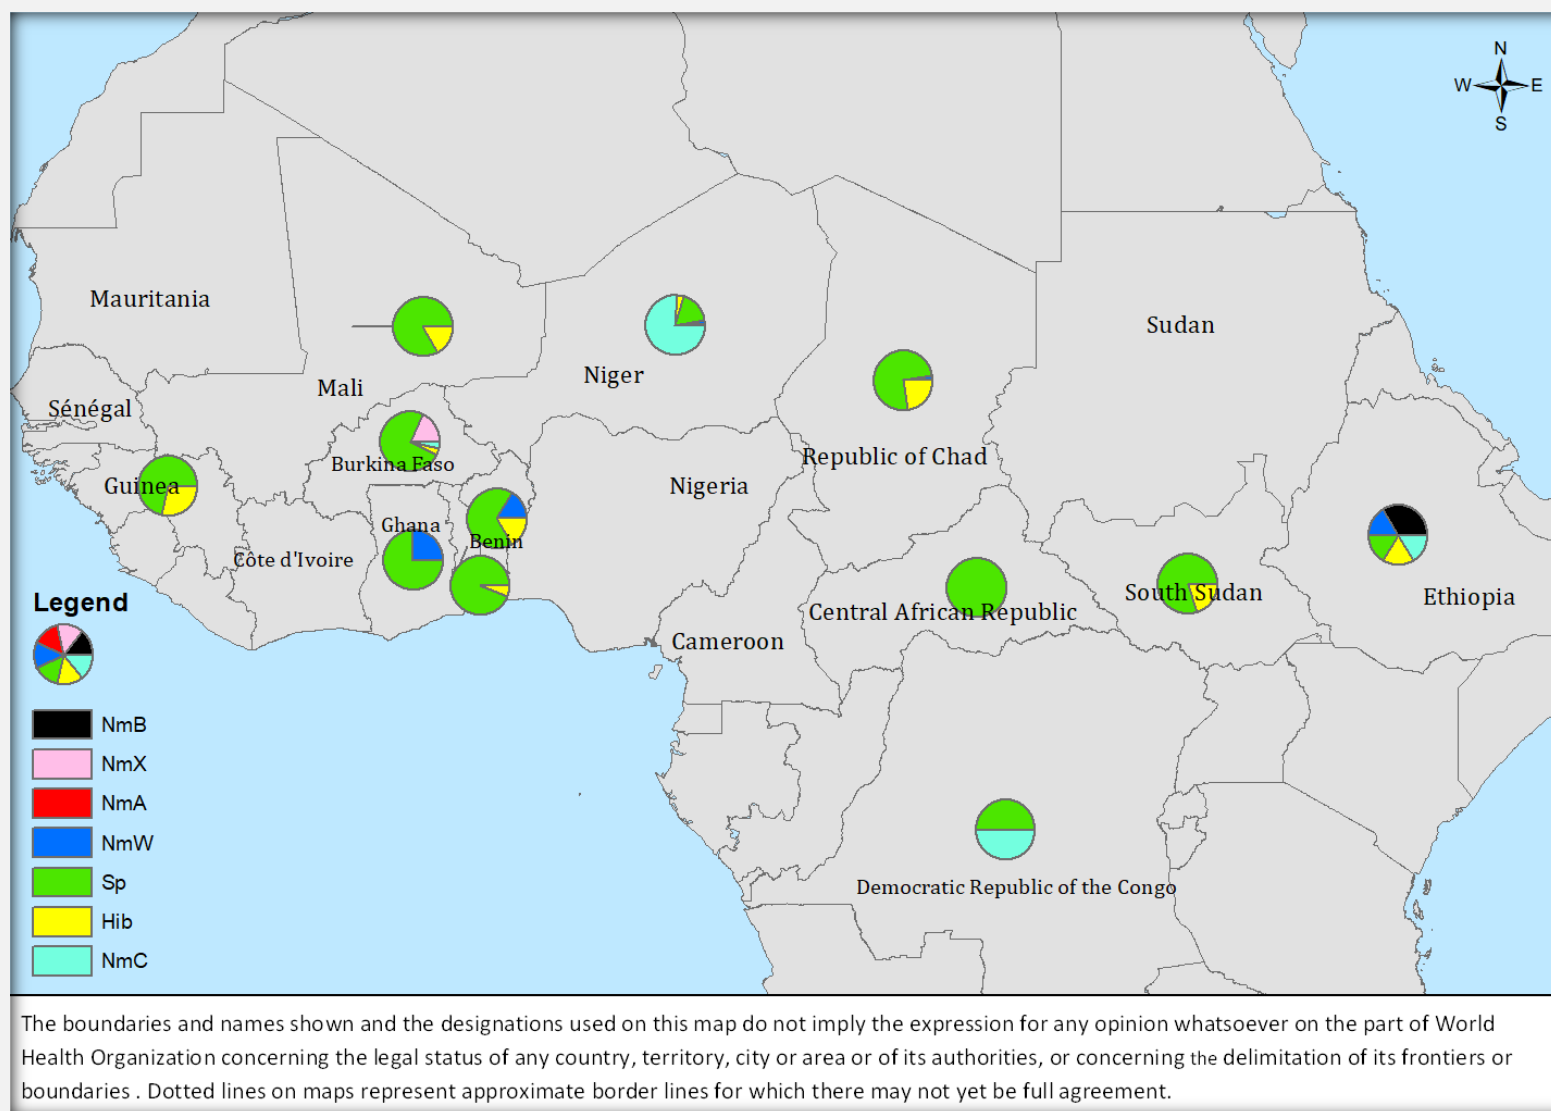 N
W E
S
Mauritania
Sudan
Mali
Niger
Sénégal
Burkina Faso
Republic of Chad
Guinea
Nigeria
Ghana
Benin
Côte d'Ivoire
South Sudan
Ethiopia
Central African Republic
Cameroon
Democratic Republic of the Congo
Legend
NmB
NmX
NmA
NmW
Sp
Hib
NmC
The boundaries and names shown and the designations used on this map do not imply the expression for any opinion whatsoever on the part of World
Health Organization concerning the legal status of any country, territory, city or area or of its authorities, or concerning the delimitation of its frontiers or
boundaries . Dotted lines on maps represent approximate border lines for which there may not yet be full agreement.